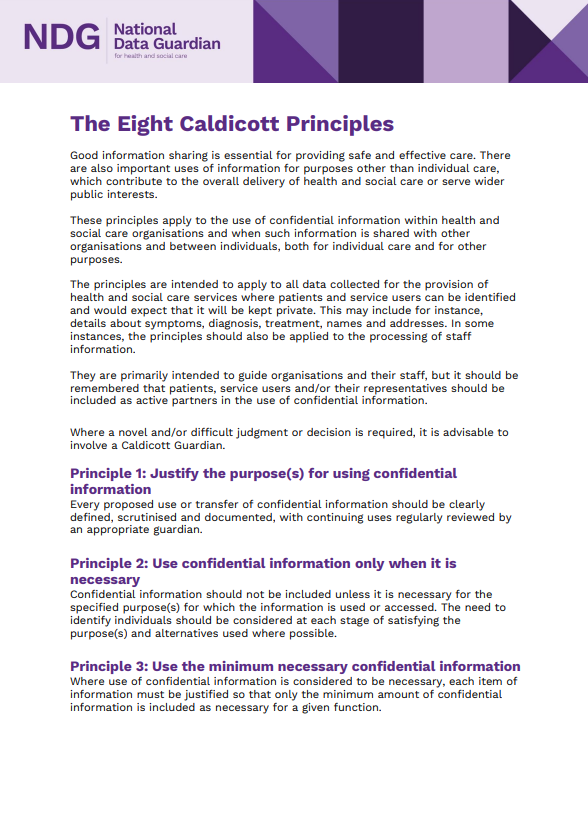 NDG
National
Data Guardian
for health and social care
The Eight Caldicott Principles
Good information sharing is essential for providing safe and effective care. There
are also important uses of information for purposes other than individual care,
which contribute to the overall delivery of health and social care or serve wider
public interests.
These principles apply to the use of confidential information within health and
social care organisations and when such information is shared with other
organisations and between individuals, both for individual care and for other
purposes.
The principles are intended to apply to all data collected for the provision of
health and social care services where patients and service users can be identified
and would expect that it will be kept private. This may include for instance,
details about symptoms, diagnosis, treatment, names and addresses. In some
instances, the principles should also be applied to the processing of staff
information.
They are primarily intended to guide organisations and their staff, but it should be
remembered that patients, service users and/or their representatives should be
included as active partners in the use of confidential information.
Where a novel and/or difficult judgment or decision is required, it is advisable to
involve a Caldicott Guardian.
Principle 1: Justify the purpose(s) for using confidential
information
Every proposed use or transfer of confidential information should be clearly
defined, scrutinised and documented, with continuing uses regularly reviewed by
an appropriate guardian.
Principle 2: Use confidential information only when it is
necessary
Confidential information should not be included unless it is necessary for the
specified purpose(s) for which the information is used or accessed. The need to
identify individuals should be considered at each stage of satisfying the
purpose(s) and alternatives used where possible.
Principle 3: Use the minimum necessary confidential information
Where use of confidential information is considered to be necessary, each item of
information must be justified so that only the minimum amount of confidential
information is included as necessary for a given function.